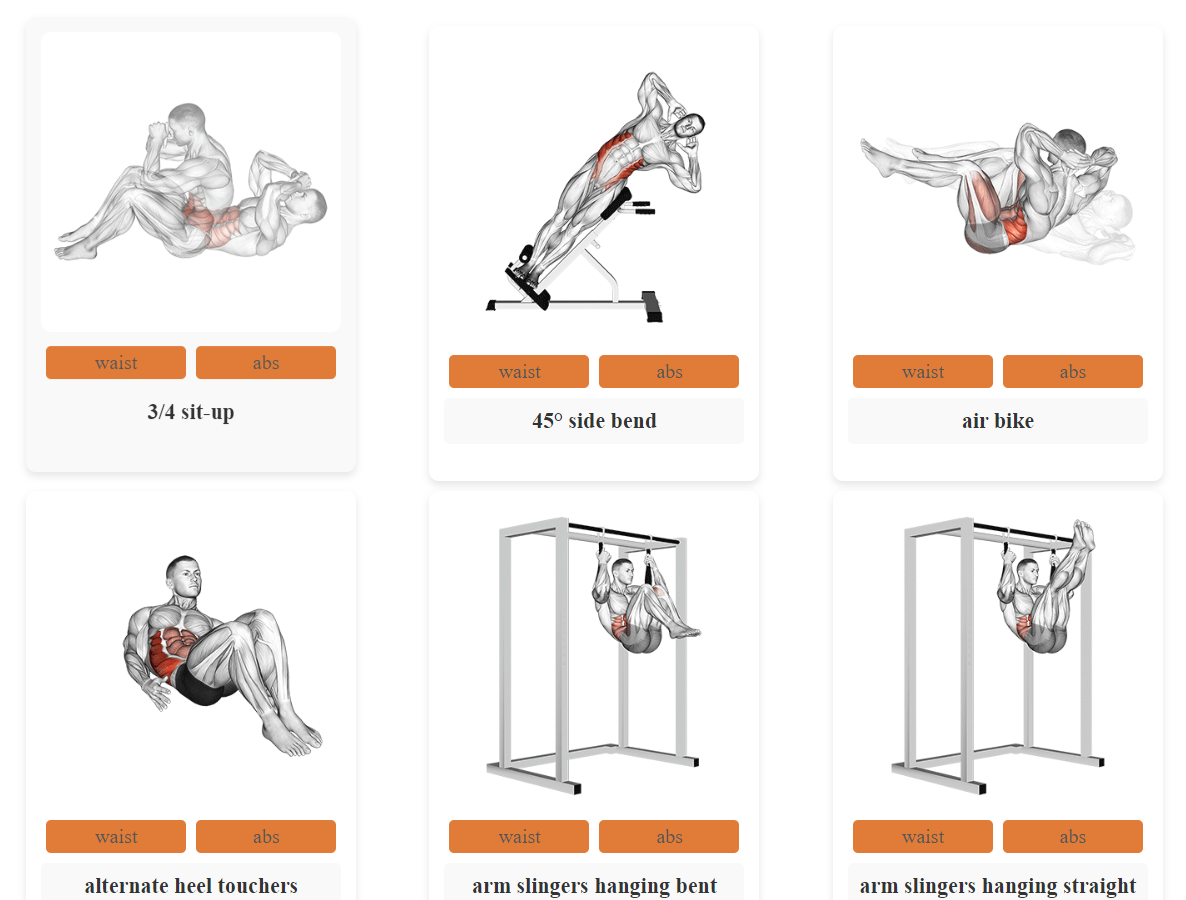 waist abs
3/4 sit-up
waist abs
45° side bend
waist abs
air bike
waist abs
alternate heel touchers
waist abs
arm slingers hanging bent
waist abs
arm slingers hanging straight